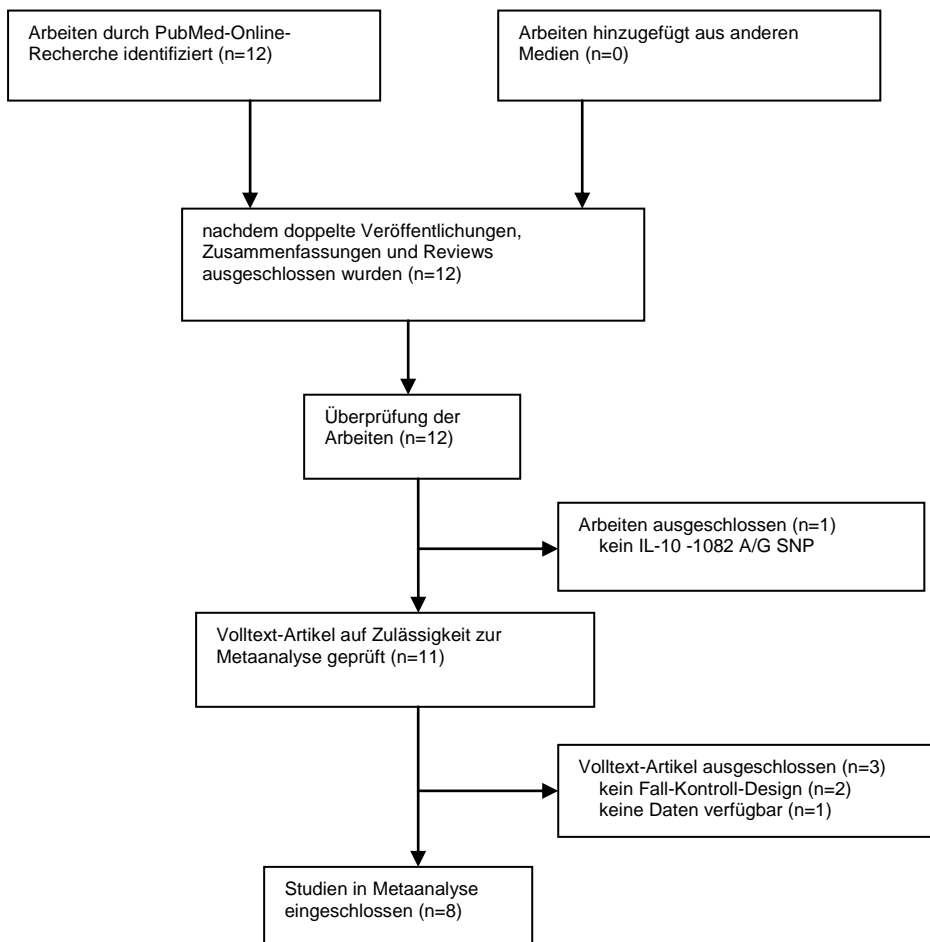 Arbeiten durch PubMed-Online-
Recherche identifiziert (n=12)
Arbeiten hinzugefügt aus anderen
Medien (n=0)
nachdem doppelte Veröffentlichungen,
Zusammenfassungen und Reviews
ausgeschlossen wurden (n=12)
Überprüfung der
Arbeiten (n=12)
Arbeiten ausgeschlossen (n=1)
kein IL-10 -1082 A/G SNP
Volltext-Artikel auf Zulässigkeit zur
Metaanalyse geprüft (n=11)
Volltext-Artikel ausgeschlossen (n=3)
kein Fall-Kontroll-Design (n=2)
keine Daten verfügbar (n=1)
Studien in Metaanalyse
eingeschlossen (n=8)